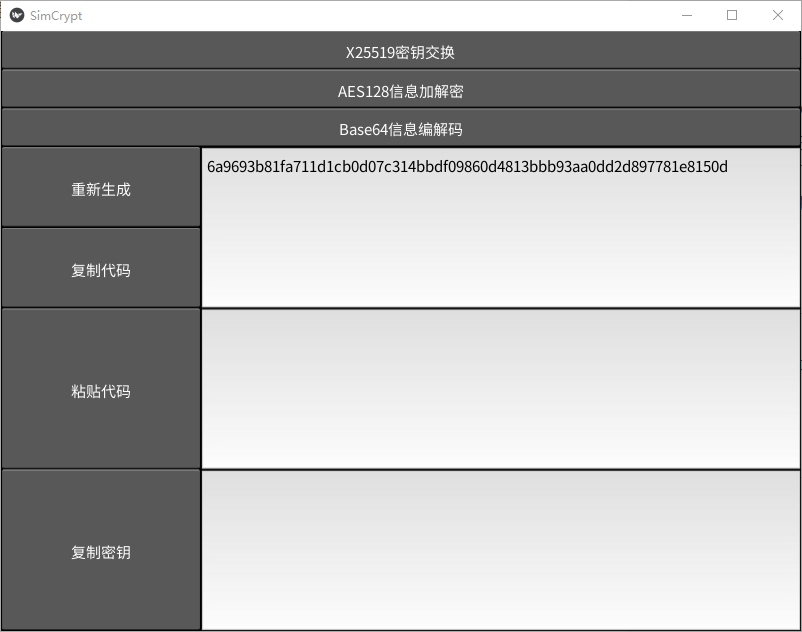 SimCrypt
X25519密钥交换
AES128信息加解密
Base64信息编解码
重新生成
6a9693b81fa711d1cb0d07c314bbdf09860d4813bbb93aa0dd2d897781e8150d
复制代码
粘贴代码
复制密钥